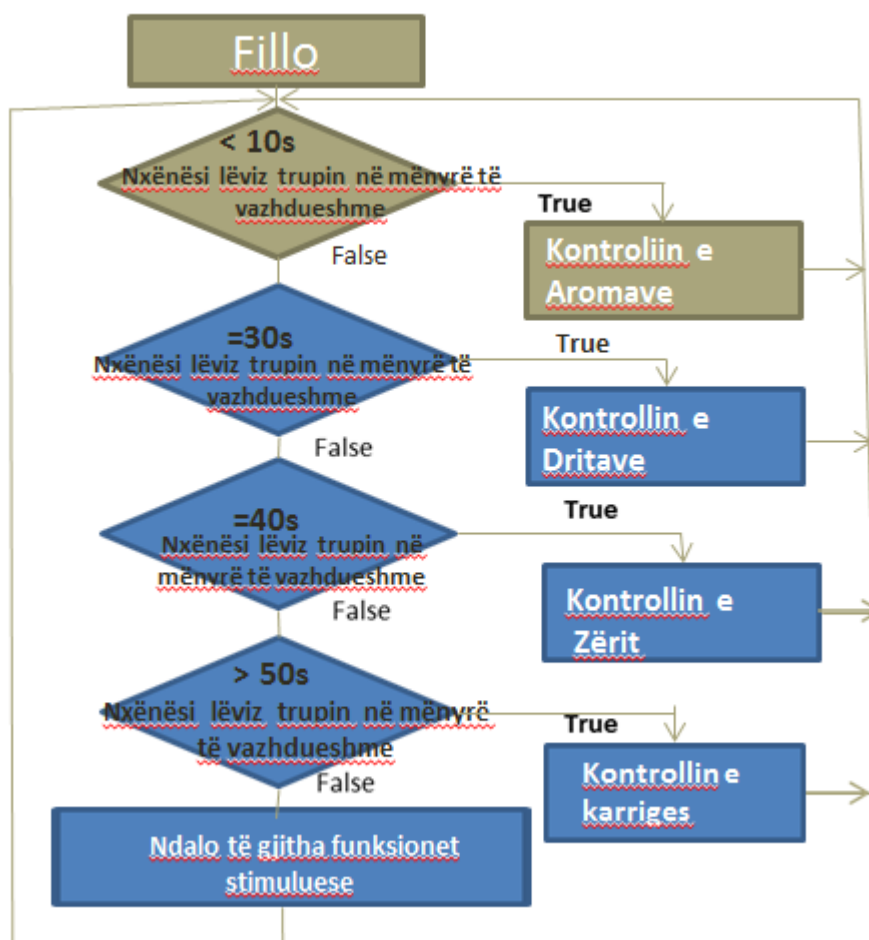 Fillo
< 10s
Nxënësi lëviz trupin në mënyrë të
vazhdueshme
True
Kontroliin e
Aromave
False
=30s
Nxënësi lëviz trupin në mënyrë të
vazhdueshme
True
Kontrollin e
Dritave
False
=40s
Nxënësi lëviz trupin në
mënyrë të vazhdueshme
True
Kontrollin e
Zërit
False
> 50s
Nxënësi lëviz trupin në mënyrë
të vazhdueshme
True
Kontrollin e
karriges
False
Ndalo të gjitha funksionet
stimuluese